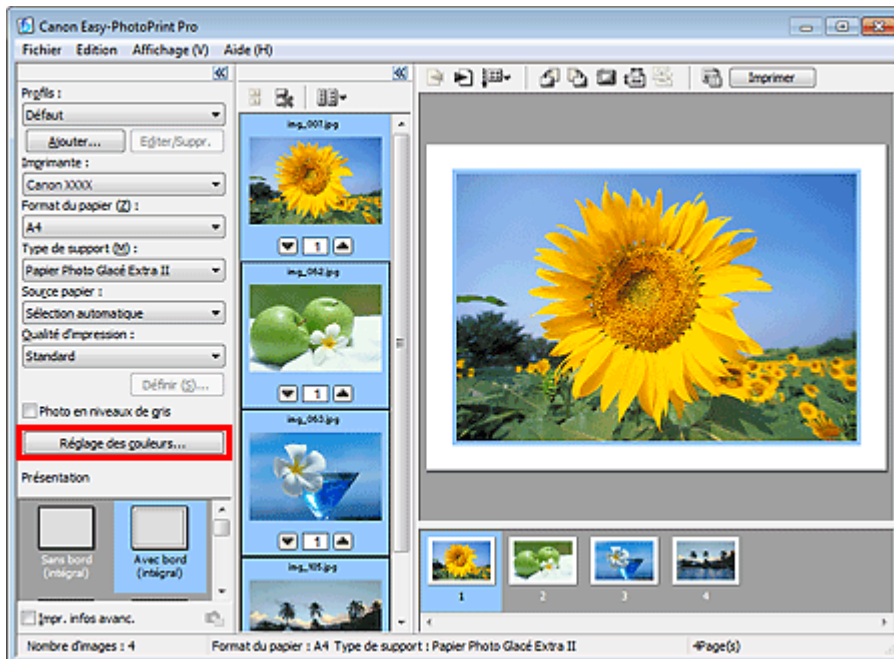 Canon Easy-PhotoPrint Pro
Fichier Edition Affichage (V) Aide (H)
Profils :
Défaut
Ajouter... Editer/Suppr.
Imprimante :
Canon XXXX
Format du papier (Z) :
A4
Type de support (M) :
Papier Photo Glacé Extra II
Source papier :
Sélection automatique
Qualité d'impression :
Standard
Définir (S)...
Photo en niveaux de gris
Réglage des couleurs...
Présentation
Sans bord
(intégral)
Avec bord
(intégral)
Impr. infos avanc.
img_001.jpg
1
img_062.jpg
1
img_063.jpg
1
img_105.jpg
Imprimer
1 2 3 4
Nombre d'images : 4 Format du papier : A4 Type de support : Papier Photo Glacé Extra II 4Page(s)